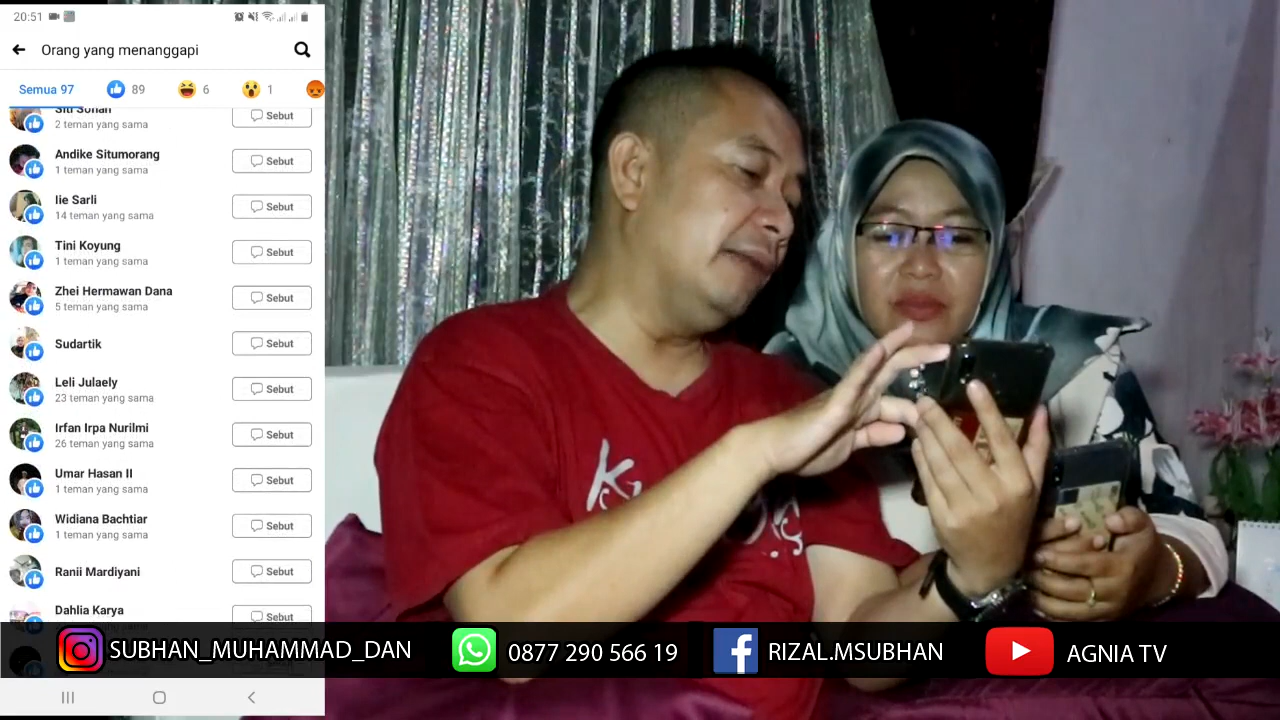 20:51
Orang yang menanggapi
Semua 97
89
6
1
Siti Sofiah
2 teman yang sama
Sebut
Andike Situmorang
1 teman yang sama
Sebut
Iie Sarli
14 teman yang sama
Sebut
Tini Koyung
1 teman yang sama
Sebut
Zhei Hermawan Dana
5 teman yang sama
Sebut
Sudartik
Sebut
Leli Julaely
23 teman yang sama
Sebut
Irfan Irpa Nurilmi
26 teman yang sama
Sebut
Umar Hasan II
1 teman yang sama
Sebut
Widiana Bachtiar
1 teman yang sama
Sebut
Ranii Mardiyani
Sebut
Dahlia Karya
Sebut
SUBHAN_MUHAMMAD_DAN
0877 290 566 19
RIZAL.MSUBHAN
AGNIA TV